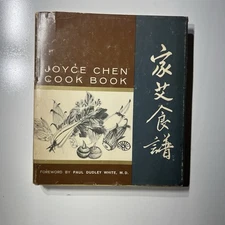 JOYCE CHEN
COOK BOOK
家艾食譜
FOREWORD BY PAUL DUDLEY WHITE, M.D.